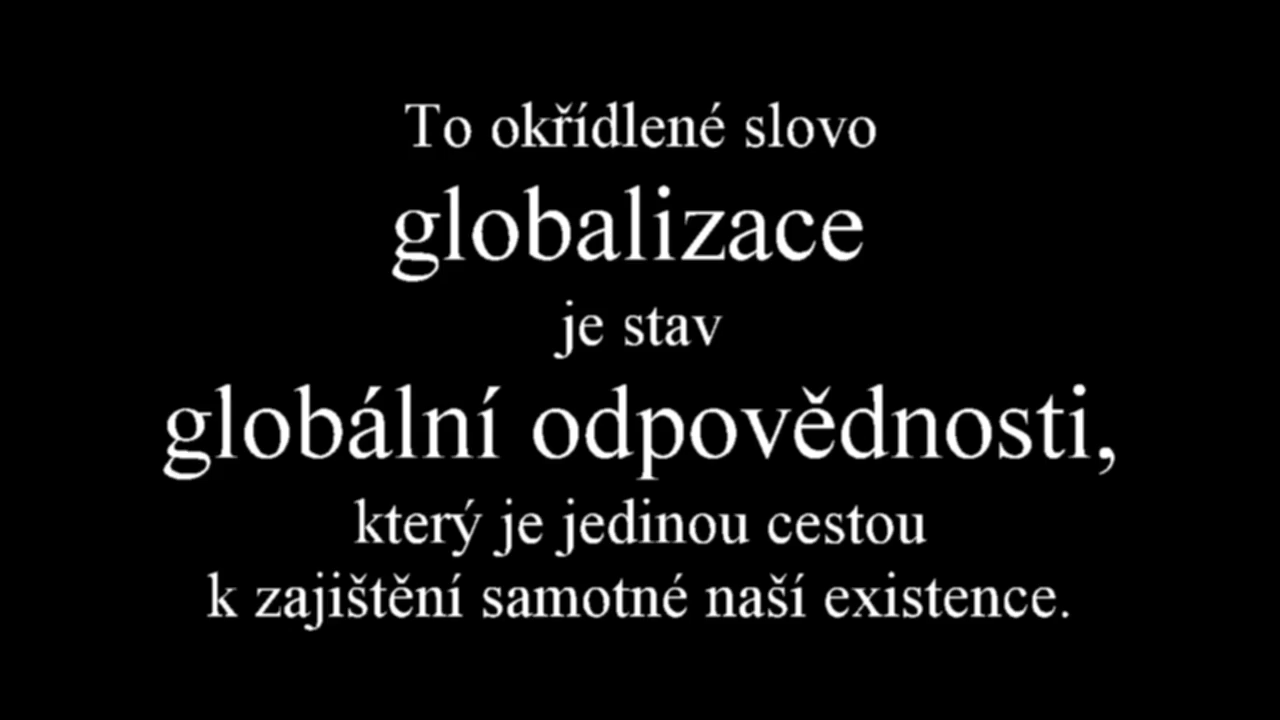 To okřídlené slovo
globalizace
je stav
globální odpovědnosti,
který je jedinou cestou
k zajištění samotné naší existence.